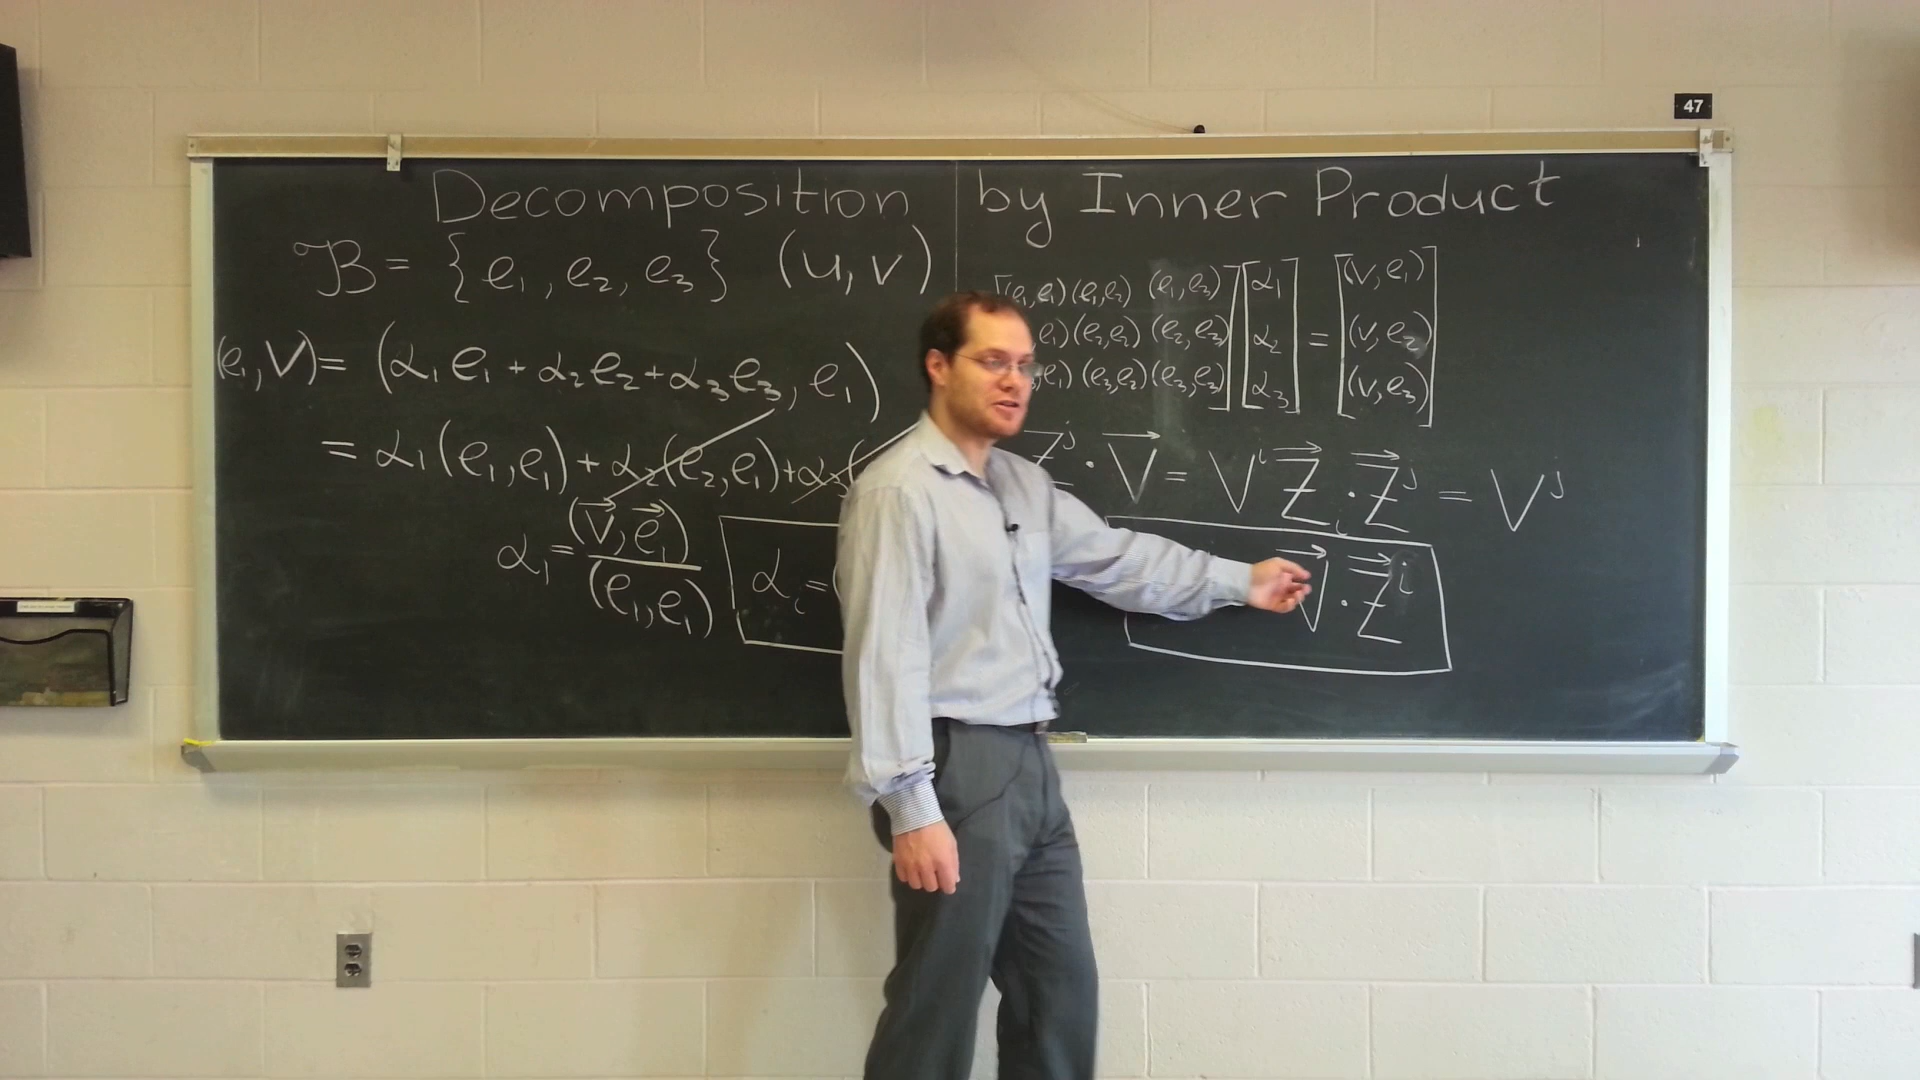 47
Decomposition by Inner Product
B = {e₁, e₂, e₃} (u, v)
(e₁, V) = (α₁e₁ + α₂e₂ + α₃e₃, e₁)
= α₁(e₁, e₁) + α₂(e₂, e₁) + α₃(
α₁ = (V⃗, e⃗₁) / (e₁, e₁)
αᵢ = (
[(e₁, e₁) (e₁, e₂) (e₁, e₃)] [α₁] [(v, e₁)]
e₁) (e₂, e₂) (e₂, e₃) α₂ = (v, e₂)
e₁) (e₃, e₂) (e₃, e₃)] α₃] (v, e₃)]
Z⃗ʲ · V⃗ = Vⁱ Z⃗ᵢ · Z⃗ʲ = Vʲ
V⃗ · Z⃗ⁱ